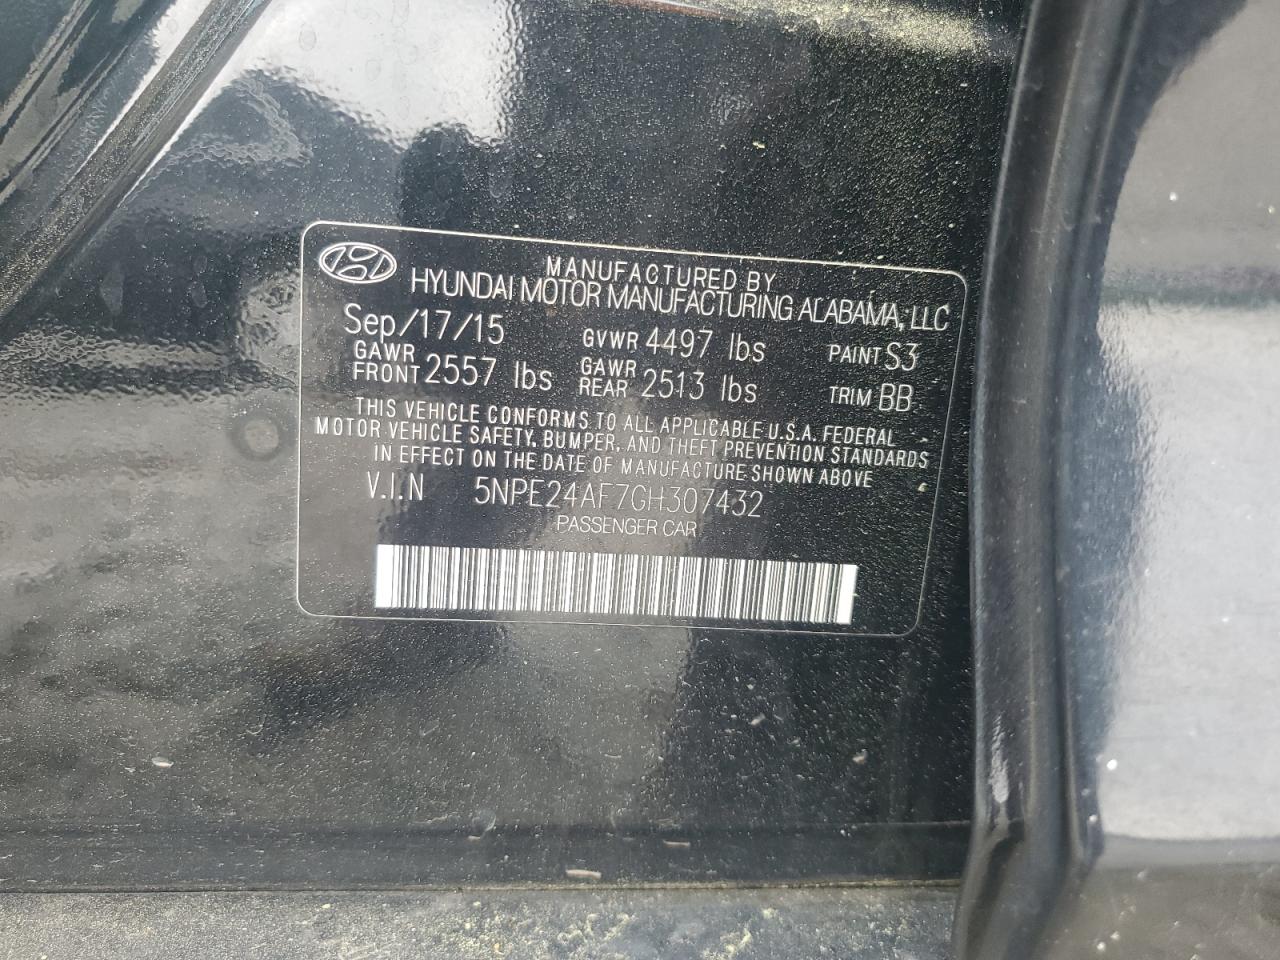 MANUFACTURED BY
HYUNDAI MOTOR MANUFACTURING ALABAMA, LLC
Sep/17/15 GVWR 4497 lbs PAINT S3
GAWR FRONT 2557 lbs GAWR REAR 2513 lbs TRIM BB
THIS VEHICLE CONFORMS TO ALL APPLICABLE U.S.A. FEDERAL
MOTOR VEHICLE SAFETY, BUMPER, AND THEFT PREVENTION STANDARDS
IN EFFECT ON THE DATE OF MANUFACTURE SHOWN ABOVE
V.I.N 5NPE24AF7GH307432
PASSENGER CAR